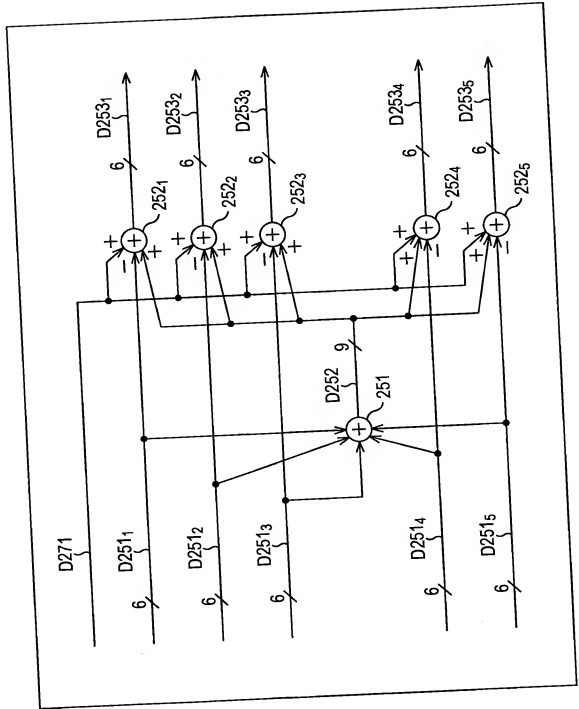 D271
6
D251₁
+
−
+
252₁
6
D253₁
6
D251₂
+
−
+
252₂
6
D253₂
6
D251₃
+
−
+
252₃
6
D253₃
+
251
D252
9
6
D251₄
+
+
−
252₄
6
D253₄
6
D251₅
+
+
−
252₅
6
D253₅